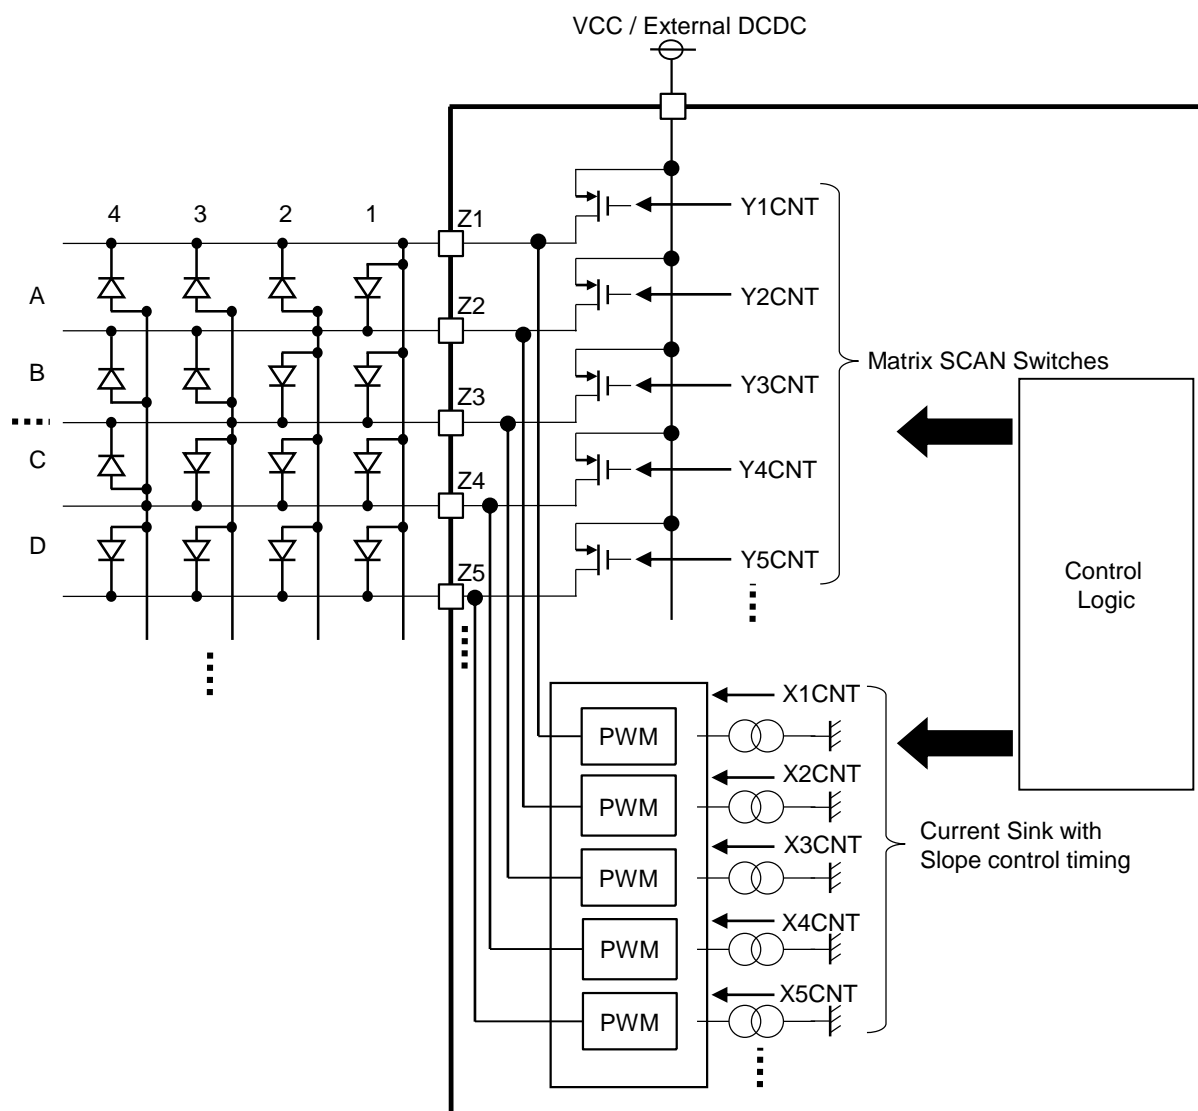 VCC / External DCDC
4 3 2 1
Z1
Y1CNT
A
Z2
Y2CNT
B
Matrix SCAN Switches
Z3
Y3CNT
C
Z4
Y4CNT
D
Z5
Y5CNT
Control
Logic
X1CNT
PWM
X2CNT
PWM
X3CNT
PWM
Current Sink with
Slope control timing
X4CNT
PWM
X5CNT
PWM